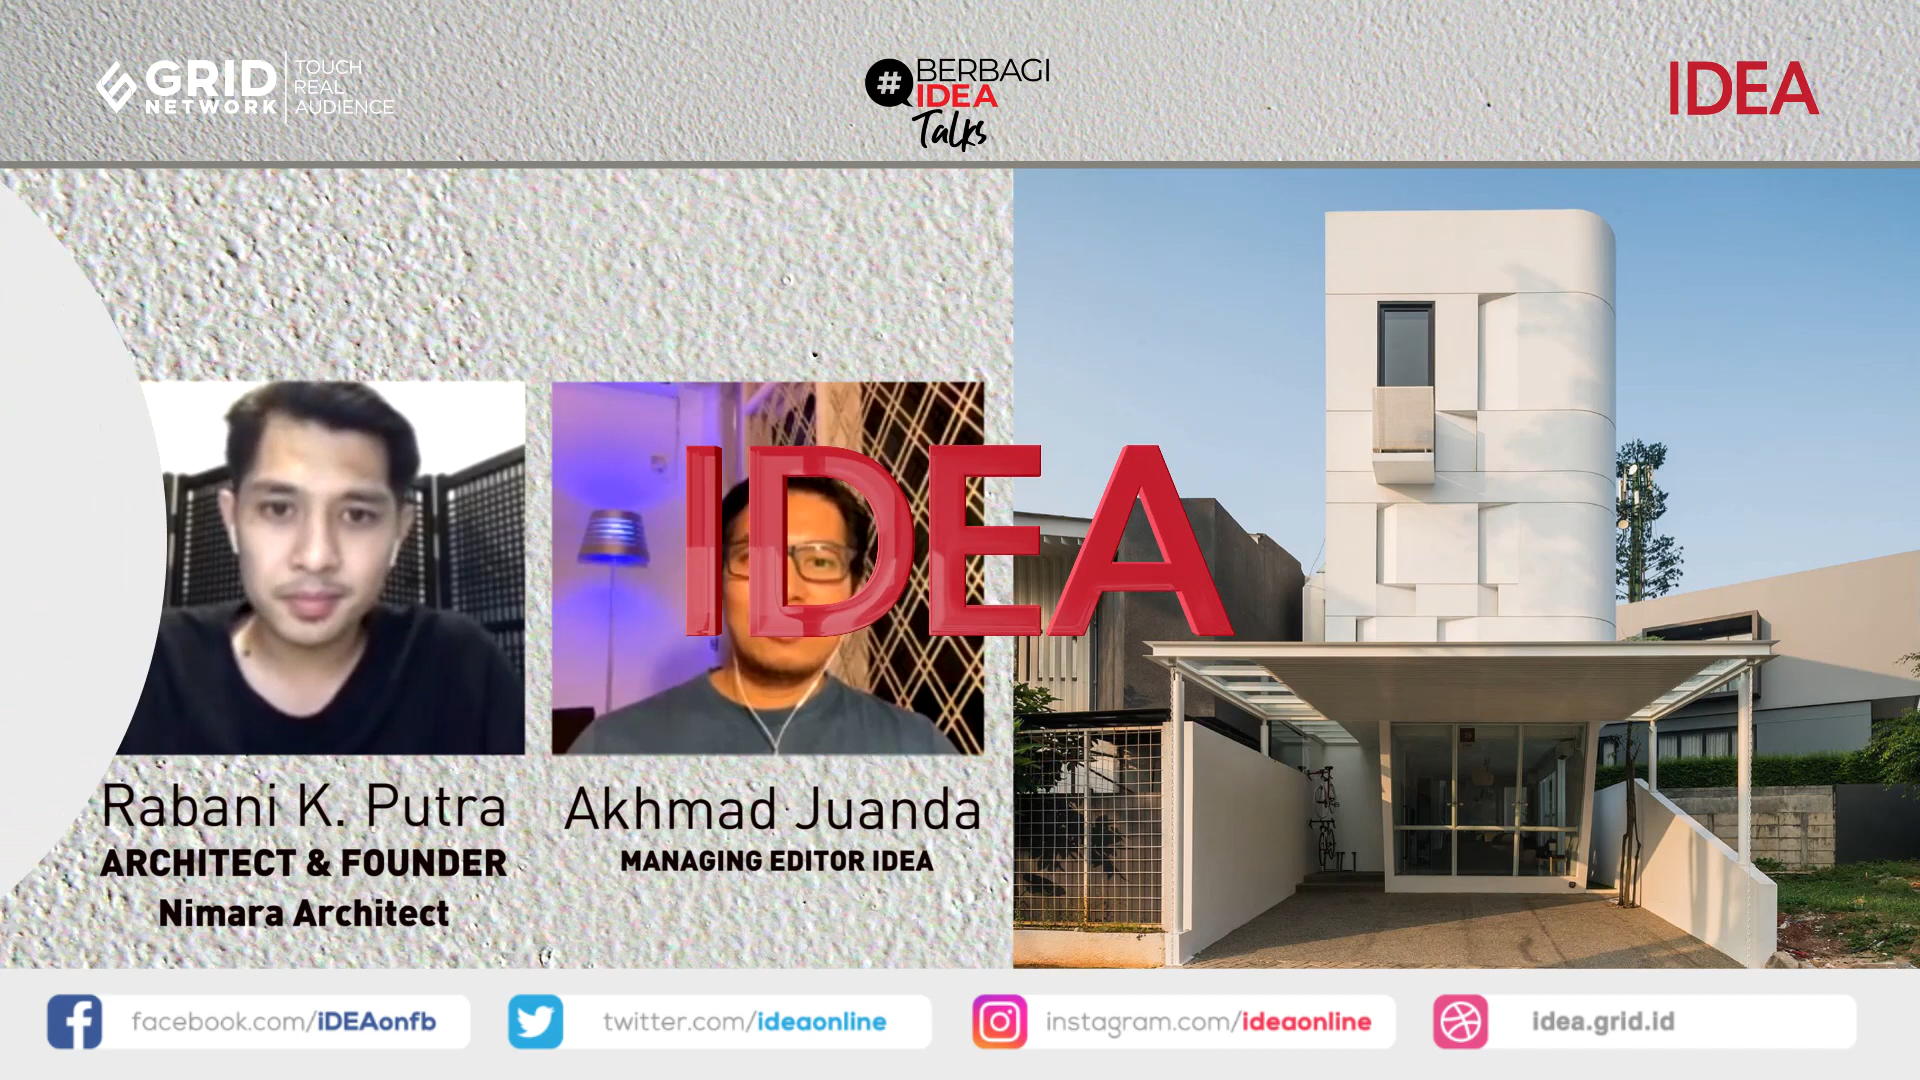 GRID
NETWORK
TOUCH
REAL
AUDIENCE
#
BERBAGI
IDEA
Talks
IDEA
IDEA
Rabani K. Putra
ARCHITECT & FOUNDER
Nimara Architect
Akhmad Juanda
MANAGING EDITOR IDEA
facebook.com/iDEAonfb
twitter.com/ideaonline
instagram.com/ideaonline
idea.grid.id